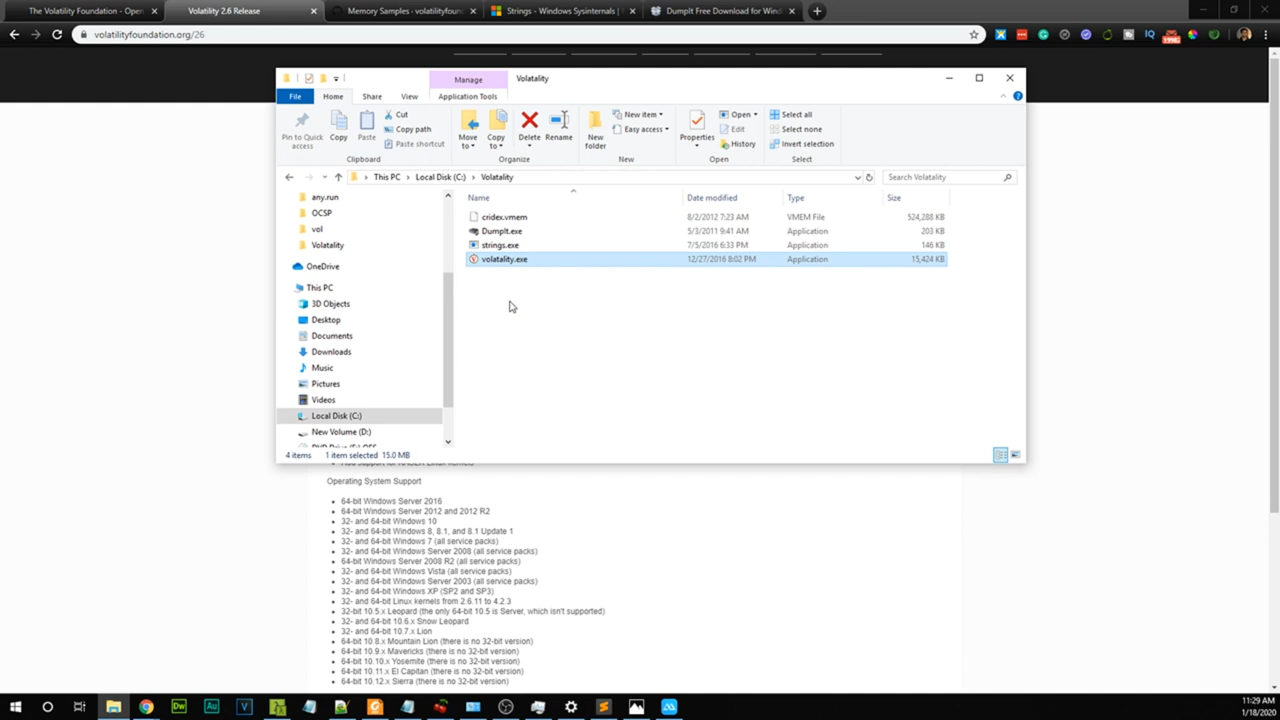 The Volatility Foundation - Open
Volatility 2.6 Release
Memory Samples - volatilityfoun
Strings - Windows Sysinternals |
DumpIt Free Download for Wind
volatilityfoundation.org/26
Manage
Volatality
File
Home
Share
View
Application Tools
Pin to Quick access
Copy
Paste
Cut
Copy path
Paste shortcut
Move to
Copy to
Delete
Rename
New folder
New item
Easy access
Properties
Open
Edit
History
Select all
Select none
Invert selection
Clipboard
Organize
New
Open
Select
This PC > Local Disk (C:) > Volatality
Search Volatality
Name
Date modified
Type
Size
cridex.vmem 8/2/2012 7:23 AM VMEM File 524,288 KB
DumpIt.exe 5/3/2011 9:41 AM Application 203 KB
strings.exe 7/5/2016 6:33 PM Application 146 KB
volatality.exe 12/27/2016 8:02 PM Application 15,424 KB
any.run
OCSP
vol
Volatality
OneDrive
This PC
3D Objects
Desktop
Documents
Downloads
Music
Pictures
Videos
Local Disk (C:)
New Volume (D:)
4 items 1 item selected 15.0 MB
Operating System Support
64-bit Windows Server 2016
64-bit Windows Server 2012 and 2012 R2
32- and 64-bit Windows 10
32- and 64-bit Windows 8, 8.1, and 8.1 Update 1
32- and 64-bit Windows 7 (all service packs)
32- and 64-bit Windows Server 2008 (all service packs)
64-bit Windows Server 2008 R2 (all service packs)
32- and 64-bit Windows Vista (all service packs)
32- and 64-bit Windows Server 2003 (all service packs)
32- and 64-bit Windows XP (SP2 and SP3)
32- and 64-bit Linux kernels from 2.6.11 to 4.2.3
32-bit 10.5.x Leopard (the only 64-bit 10.5 is Server, which isn't supported)
32- and 64-bit 10.6.x Snow Leopard
32- and 64-bit 10.7.x Lion
64-bit 10.8.x Mountain Lion (there is no 32-bit version)
64-bit 10.9.x Mavericks (there is no 32-bit version)
64-bit 10.10.x Yosemite (there is no 32-bit version)
64-bit 10.11.x El Capitan (there is no 32-bit version)
64-bit 10.12.x Sierra (there is no 32-bit version)
11:29 AM
1/18/2020